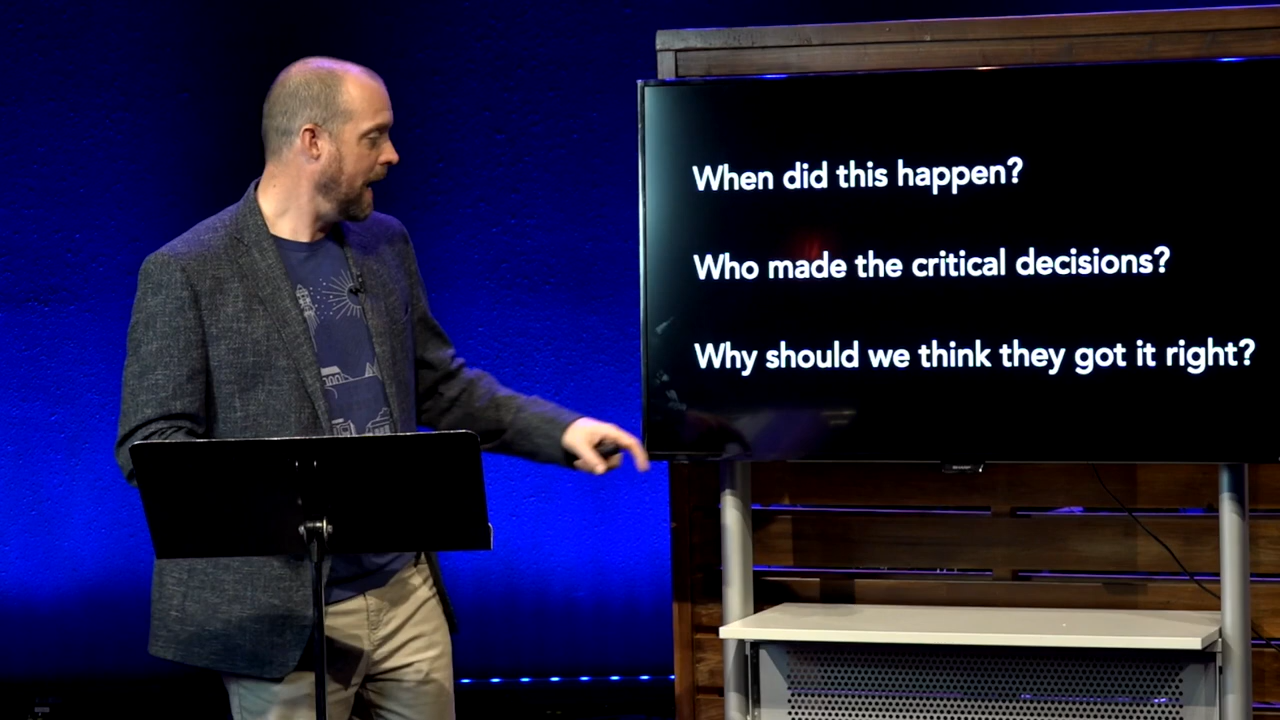 When did this happen?
Who made the critical decisions?
Why should we think they got it right?